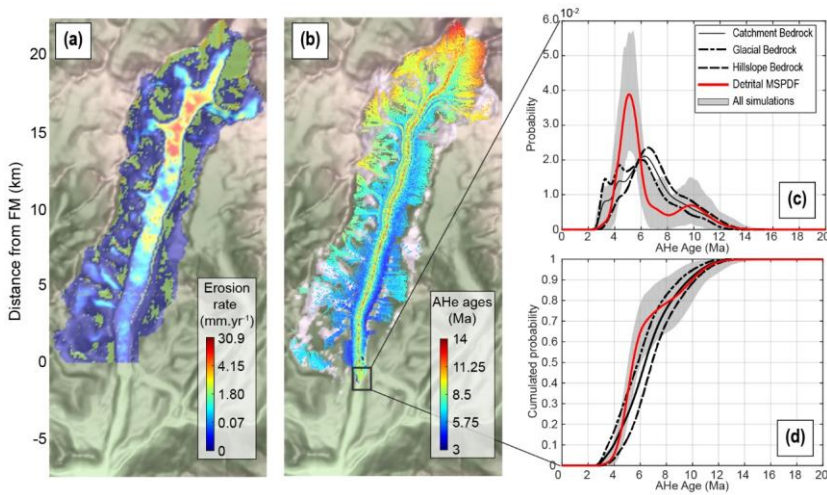 (a)
(b)
(c)
(d)
20
15
10
5
0
-5
Distance from FM (km)
Erosion
rate
(mm.yr⁻¹)
30.9
4.15
1.80
0.07
0
AHe ages
(Ma)
14
11.25
8.5
5.75
3
6.0
x10⁻²
5.0
4.0
3.0
2.0
1.0
0.0
Probability
Catchment Bedrock
Glacial Bedrock
Hillslope Bedrock
Detrital MSPDF
All simulations
0 2 4 6 8 10 12 14 16 18 20
AHe Age (Ma)
1
0.9
0.8
0.7
0.6
0.5
0.4
0.3
0.2
0.1
0
Cumulated probability
0 2 4 6 8 10 12 14 16 18 20
AHe Age (Ma)